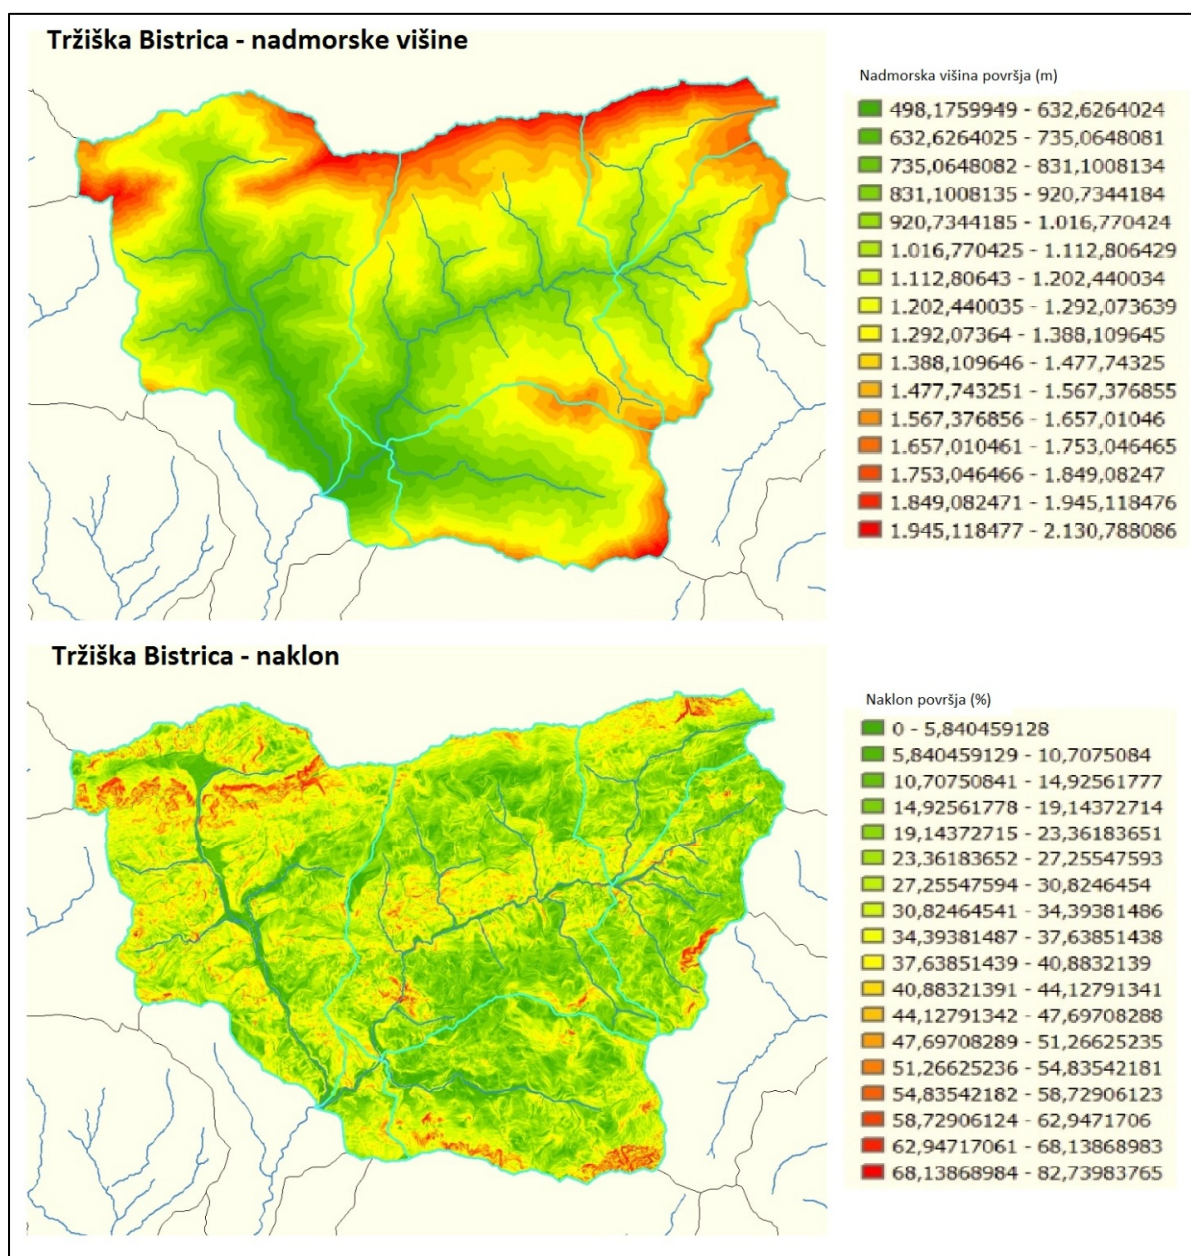 Tržiška Bistrica - nadmorske višine
Nadmorska višina površja (m)
498,1759949 - 632,6264024
632,6264025 - 735,0648081
735,0648082 - 831,1008134
831,1008135 - 920,7344184
920,7344185 - 1.016,770424
1.016,770425 - 1.112,806429
1.112,80643 - 1.202,440034
1.202,440035 - 1.292,073639
1.292,07364 - 1.388,109645
1.388,109646 - 1.477,74325
1.477,743251 - 1.567,376855
1.567,376856 - 1.657,01046
1.657,010461 - 1.753,046465
1.753,046466 - 1.849,08247
1.849,082471 - 1.945,118476
1.945,118477 - 2.130,788086
Tržiška Bistrica - naklon
Naklon površja (%)
0 - 5,840459128
5,840459129 - 10,7075084
10,70750841 - 14,92561777
14,92561778 - 19,14372714
19,14372715 - 23,36183651
23,36183652 - 27,25547593
27,25547594 - 30,8246454
30,82464541 - 34,39381486
34,39381487 - 37,63851438
37,63851439 - 40,8832139
40,88321391 - 44,12791341
44,12791342 - 47,69708288
47,69708289 - 51,26625235
51,26625236 - 54,83542181
54,83542182 - 58,72906123
58,72906124 - 62,9471706
62,94717061 - 68,13868983
68,13868984 - 82,73983765